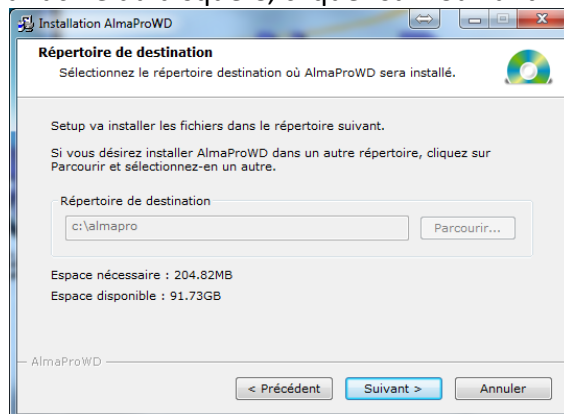 Installation AlmaProWD
Répertoire de destination
Sélectionnez le répertoire destination où AlmaProWD sera installé.
Setup va installer les fichiers dans le répertoire suivant.
Si vous désirez installer AlmaProWD dans un autre répertoire, cliquez sur
Parcourir et sélectionnez-en un autre.
Répertoire de destination
c:\almapro
Parcourir...
Espace nécessaire : 204.82MB
Espace disponible : 91.73GB
AlmaProWD
< Précédent
Suivant >
Annuler